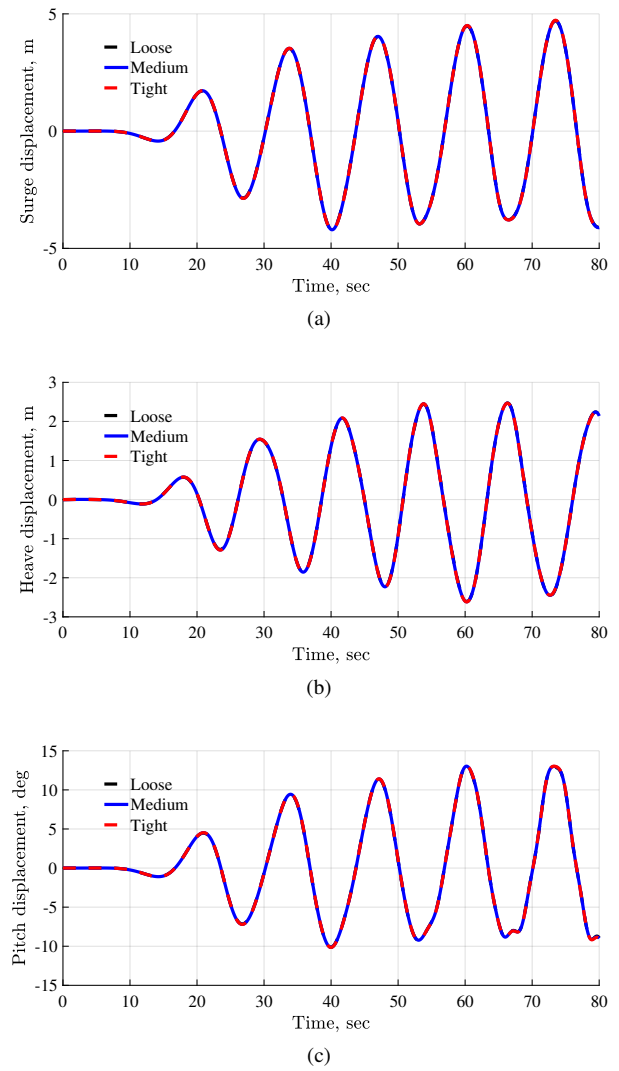 5
0
-5
Surge displacement, m
Loose
Medium
Tight
0 10 20 30 40 50 60 70 80
Time, sec
(a)
3
2
1
0
-1
-2
-3
Heave displacement, m
Loose
Medium
Tight
0 10 20 30 40 50 60 70 80
Time, sec
(b)
15
10
5
0
-5
-10
-15
Pitch displacement, deg
Loose
Medium
Tight
0 10 20 30 40 50 60 70 80
Time, sec
(c)